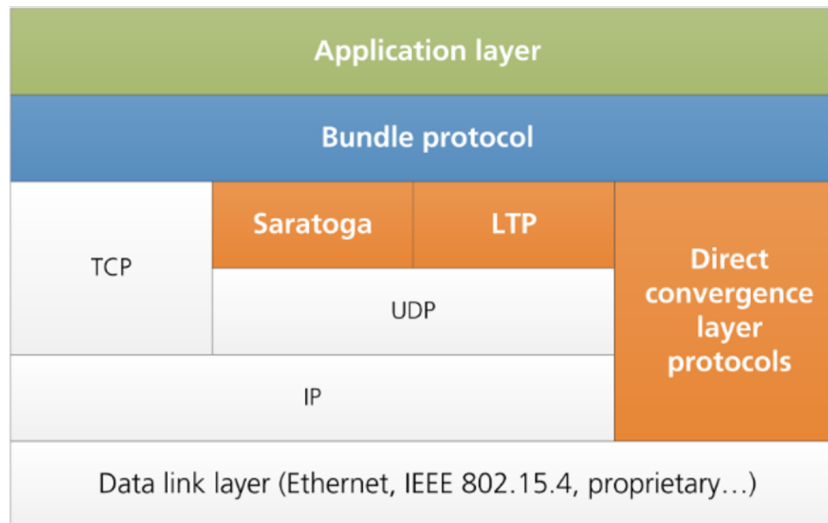 Application layer
Bundle protocol
TCP
Saratoga
LTP
Direct
convergence
layer
protocols
UDP
IP
Data link layer (Ethernet, IEEE 802.15.4, proprietary…)